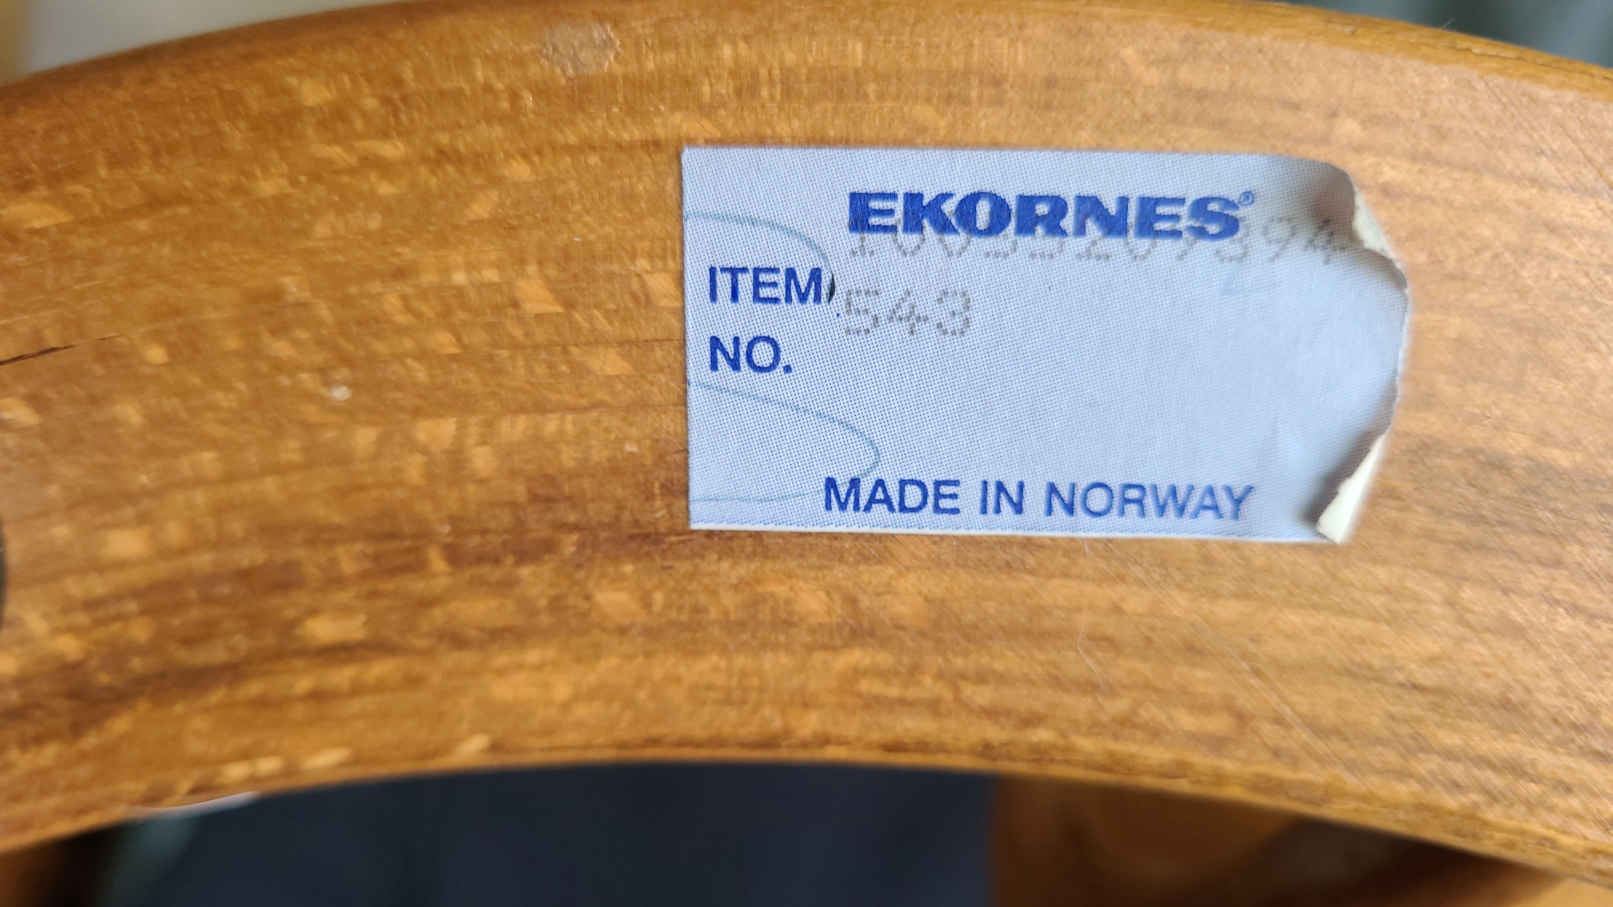 EKORNES®
ITEM 543
NO.
MADE IN NORWAY